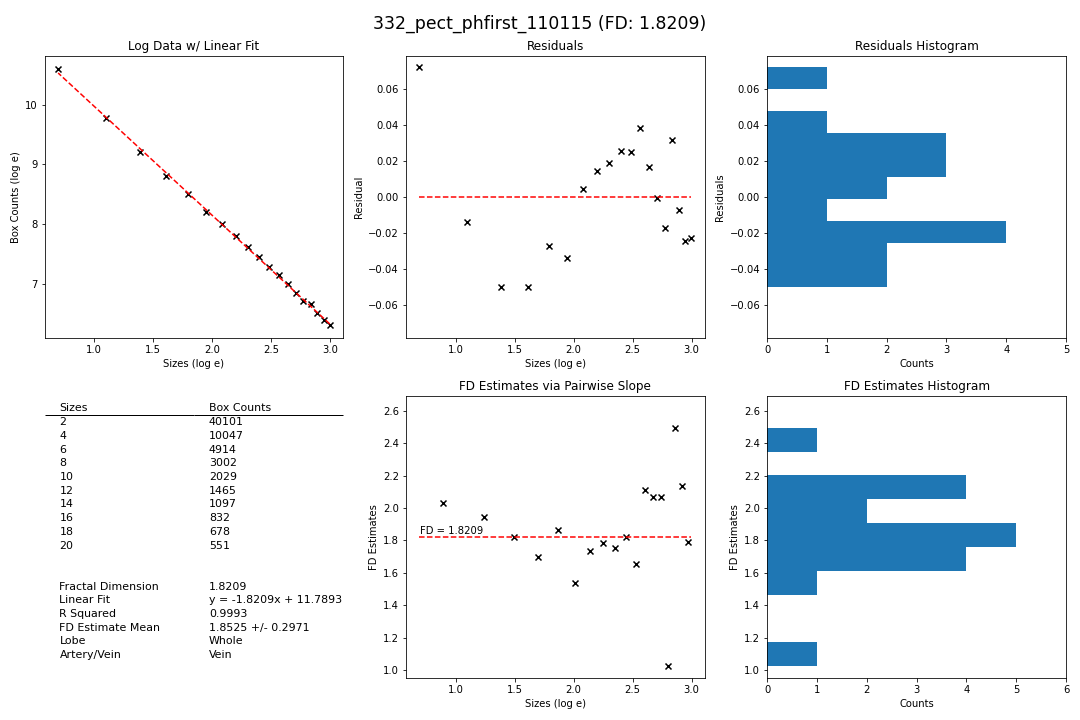 332_pect_phfirst_110115 (FD: 1.8209)
Log Data w/ Linear Fit
Box Counts (log e)
10
9
8
7
1.0 1.5 2.0 2.5 3.0
Sizes (log e)
Residuals
Residual
0.06
0.04
0.02
0.00
−0.02
−0.04
−0.06
1.0 1.5 2.0 2.5 3.0
Sizes (log e)
Residuals Histogram
Residuals
0.06
0.04
0.02
0.00
−0.02
−0.04
−0.06
0 1 2 3 4 5
Counts
Sizes Box Counts
2 40101
4 10047
6 4914
8 3002
10 2029
12 1465
14 1097
16 832
18 678
20 551
Fractal Dimension 1.8209
Linear Fit y = -1.8209x + 11.7893
R Squared 0.9993
FD Estimate Mean 1.8525 +/- 0.2971
Lobe Whole
Artery/Vein Vein
FD Estimates via Pairwise Slope
FD Estimates
2.6
2.4
2.2
2.0
1.8
1.6
1.4
1.2
1.0
FD = 1.8209
1.0 1.5 2.0 2.5 3.0
Sizes (log e)
FD Estimates Histogram
FD Estimates
2.6
2.4
2.2
2.0
1.8
1.6
1.4
1.2
1.0
0 1 2 3 4 5 6
Counts